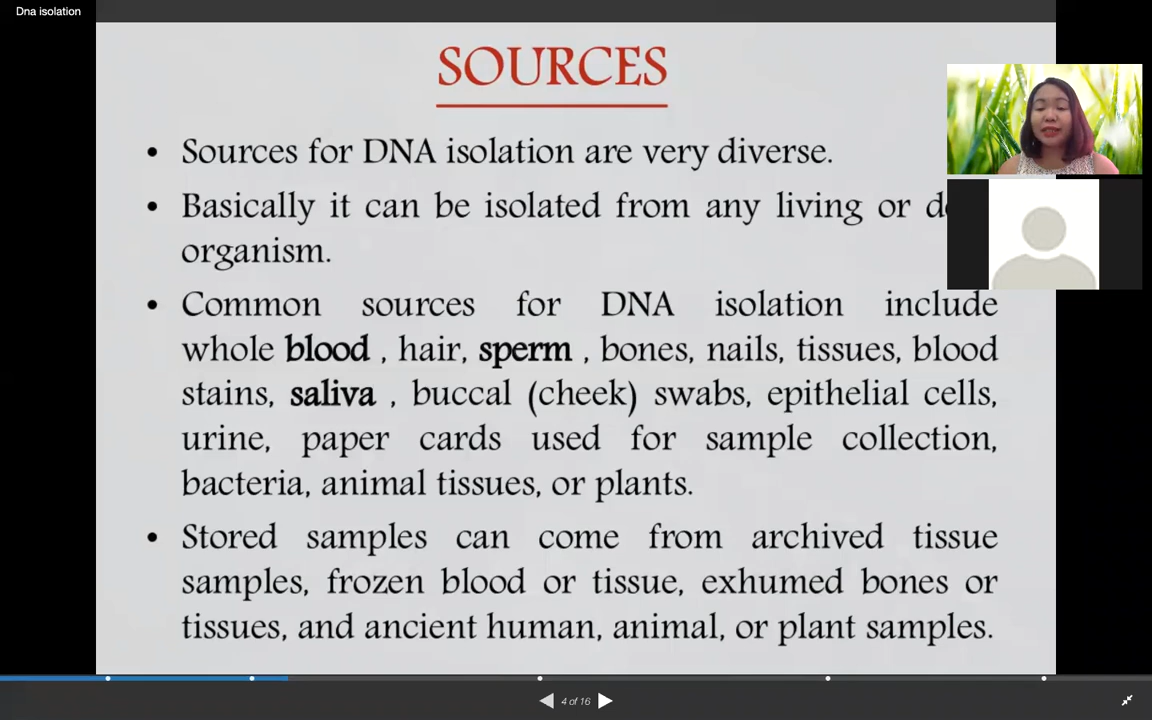 Dna isolation
SOURCES
• Sources for DNA isolation are very diverse.
• Basically it can be isolated from any living or
organism.
• Common sources for DNA isolation include
whole blood , hair, sperm , bones, nails, tissues, blood
stains, saliva , buccal (cheek) swabs, epithelial cells,
urine, paper cards used for sample collection,
bacteria, animal tissues, or plants.
• Stored samples can come from archived tissue
samples, frozen blood or tissue, exhumed bones or
tissues, and ancient human, animal, or plant samples.
4 of 16